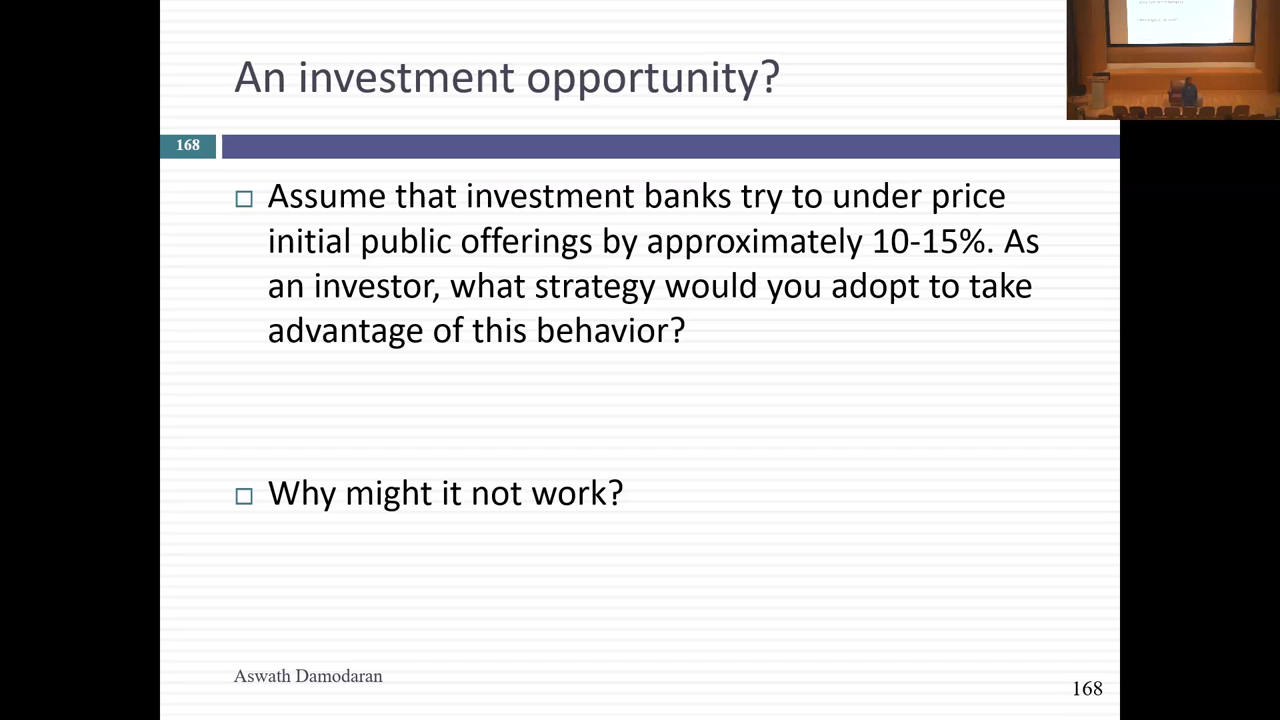 An investment opportunity?
168
□ Assume that investment banks try to under price
initial public offerings by approximately 10-15%. As
an investor, what strategy would you adopt to take
advantage of this behavior?
□ Why might it not work?
Aswath Damodaran
168